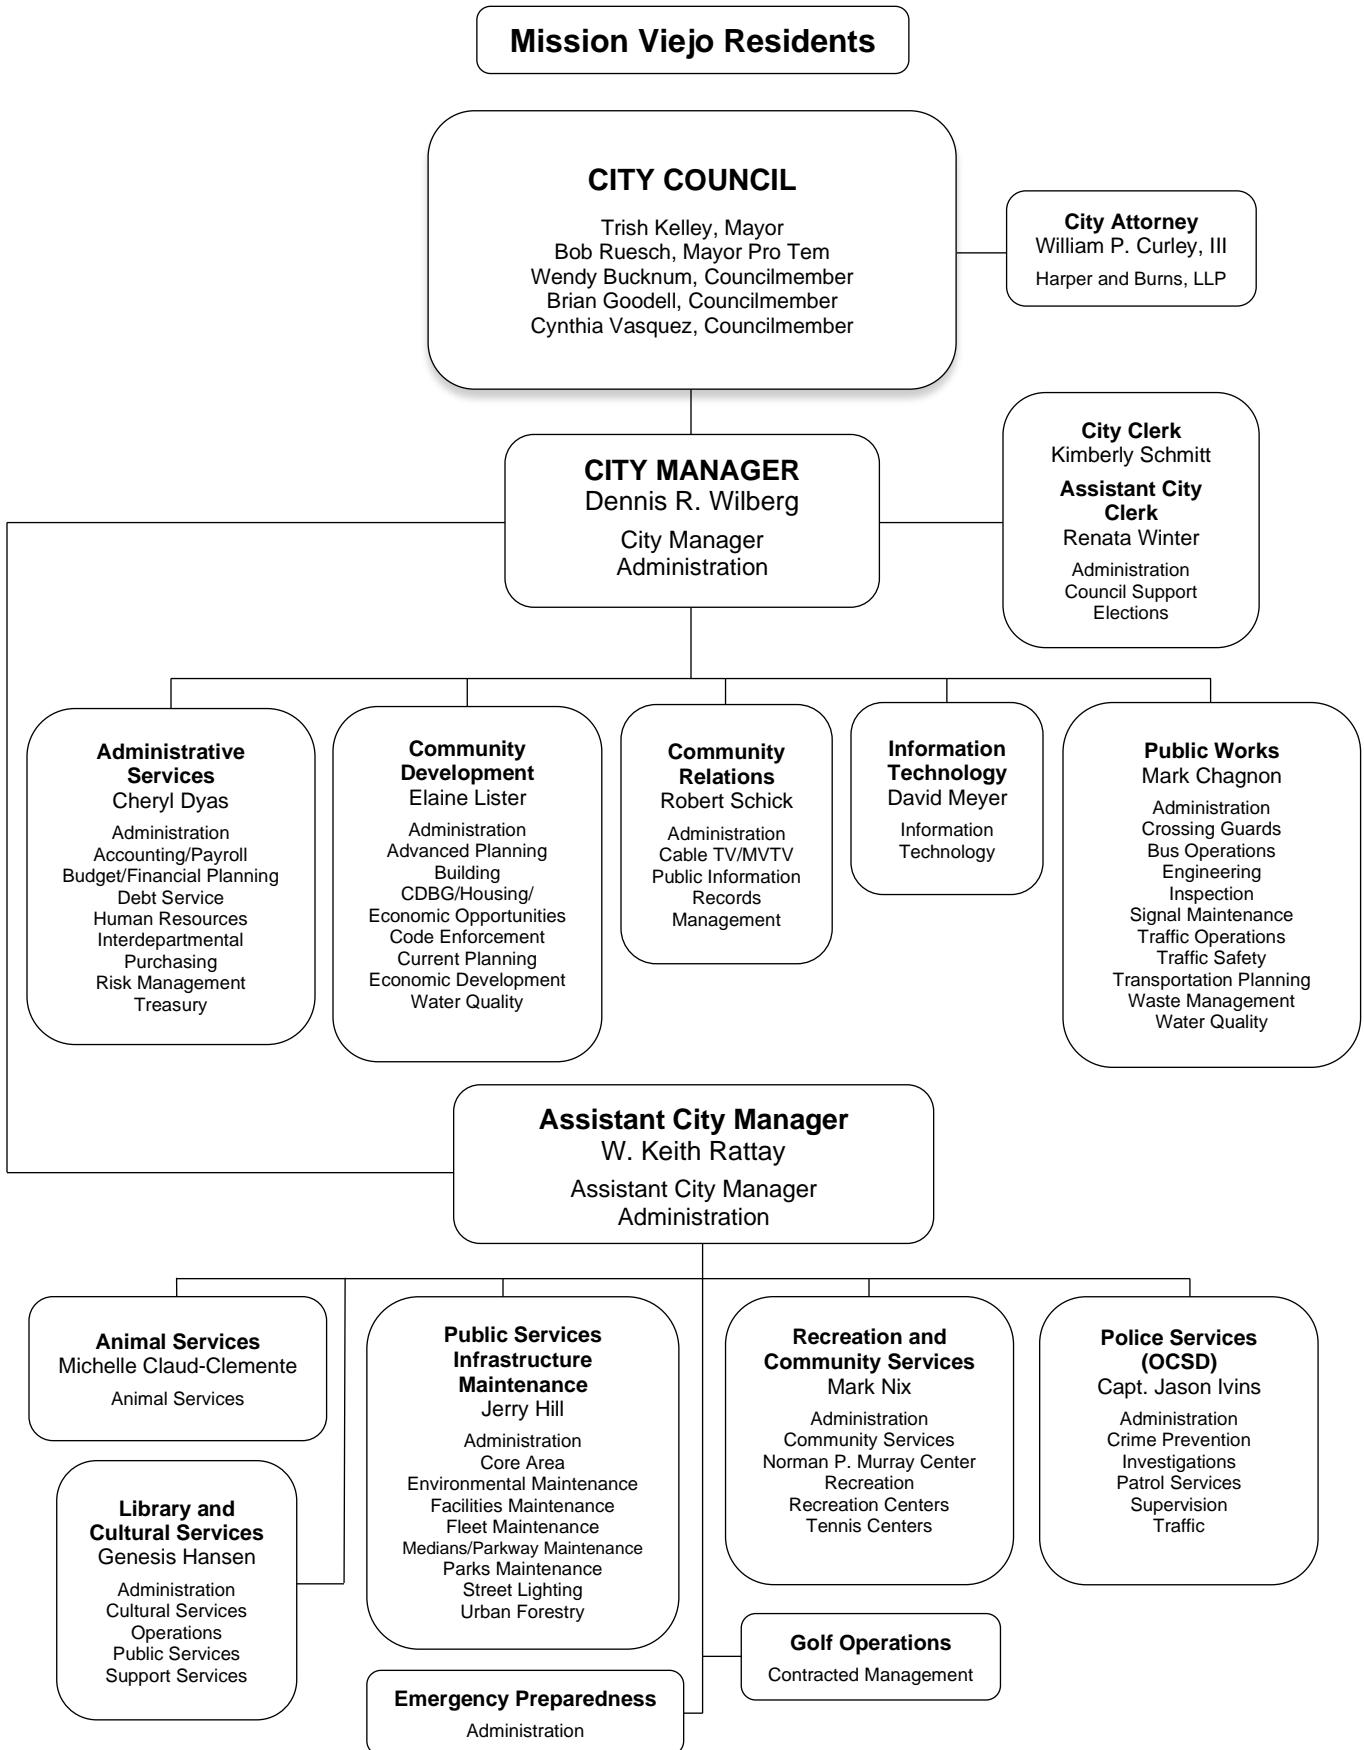 Mission Viejo Residents
CITY COUNCIL
Trish Kelley, Mayor
Bob Ruesch, Mayor Pro Tem
Wendy Bucknum, Councilmember
Brian Goodell, Councilmember
Cynthia Vasquez, Councilmember
City Attorney
William P. Curley, III
Harper and Burns, LLP
CITY MANAGER
Dennis R. Wilberg
City Manager
Administration
City Clerk
Kimberly Schmitt
Assistant City
Clerk
Renata Winter
Administration
Council Support
Elections
Administrative
Services
Cheryl Dyas
Administration
Accounting/Payroll
Budget/Financial Planning
Debt Service
Human Resources
Interdepartmental
Purchasing
Risk Management
Treasury
Community
Development
Elaine Lister
Administration
Advanced Planning
Building
CDBG/Housing/
Economic Opportunities
Code Enforcement
Current Planning
Economic Development
Water Quality
Community
Relations
Robert Schick
Administration
Cable TV/MVTV
Public Information
Records
Management
Information
Technology
David Meyer
Information
Technology
Public Works
Mark Chagnon
Administration
Crossing Guards
Bus Operations
Engineering
Inspection
Signal Maintenance
Traffic Operations
Traffic Safety
Transportation Planning
Waste Management
Water Quality
Assistant City Manager
W. Keith Rattay
Assistant City Manager
Administration
Animal Services
Michelle Claud-Clemente
Animal Services
Library and
Cultural Services
Genesis Hansen
Administration
Cultural Services
Operations
Public Services
Support Services
Public Services
Infrastructure
Maintenance
Jerry Hill
Administration
Core Area
Environmental Maintenance
Facilities Maintenance
Fleet Maintenance
Medians/Parkway Maintenance
Parks Maintenance
Street Lighting
Urban Forestry
Recreation and
Community Services
Mark Nix
Administration
Community Services
Norman P. Murray Center
Recreation
Recreation Centers
Tennis Centers
Police Services
(OCSD)
Capt. Jason Ivins
Administration
Crime Prevention
Investigations
Patrol Services
Supervision
Traffic
Golf Operations
Contracted Management
Emergency Preparedness
Administration